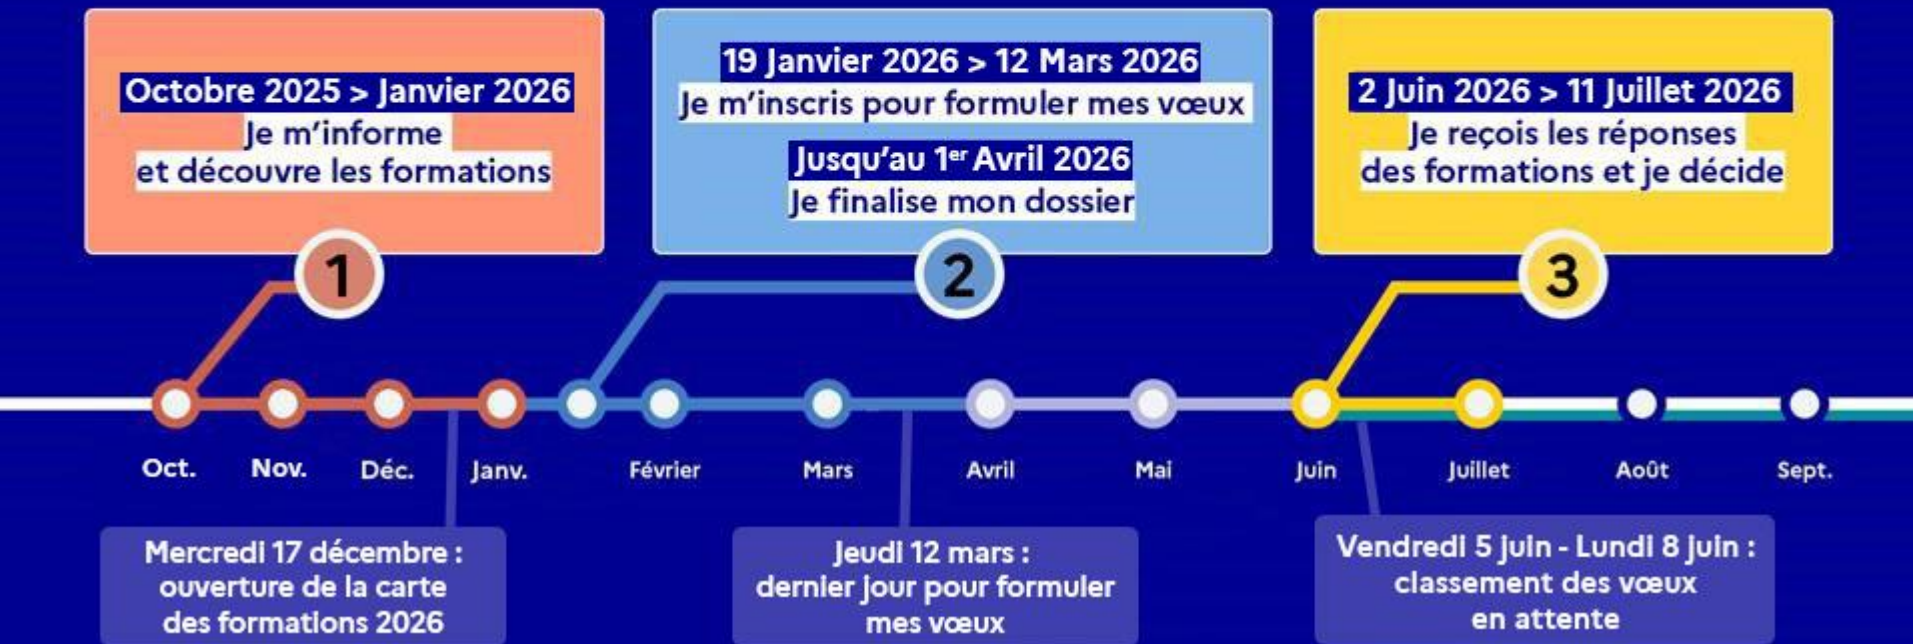 Octobre 2025 > Janvier 2026
Je m'informe
et découvre les formations
1
19 Janvier 2026 > 12 Mars 2026
Je m'inscris pour formuler mes vœux
Jusqu'au 1er Avril 2026
Je finalise mon dossier
2
2 Juin 2026 > 11 Juillet 2026
Je reçois les réponses
des formations et je décide
3
Oct.
Nov.
Déc.
Janv.
Février
Mars
Avril
Mai
Juin
Juillet
Août
Sept.
Mercredi 17 décembre :
ouverture de la carte
des formations 2026
Jeudi 12 mars :
dernier jour pour formuler
mes vœux
Vendredi 5 juin - Lundi 8 juin :
classement des vœux
en attente